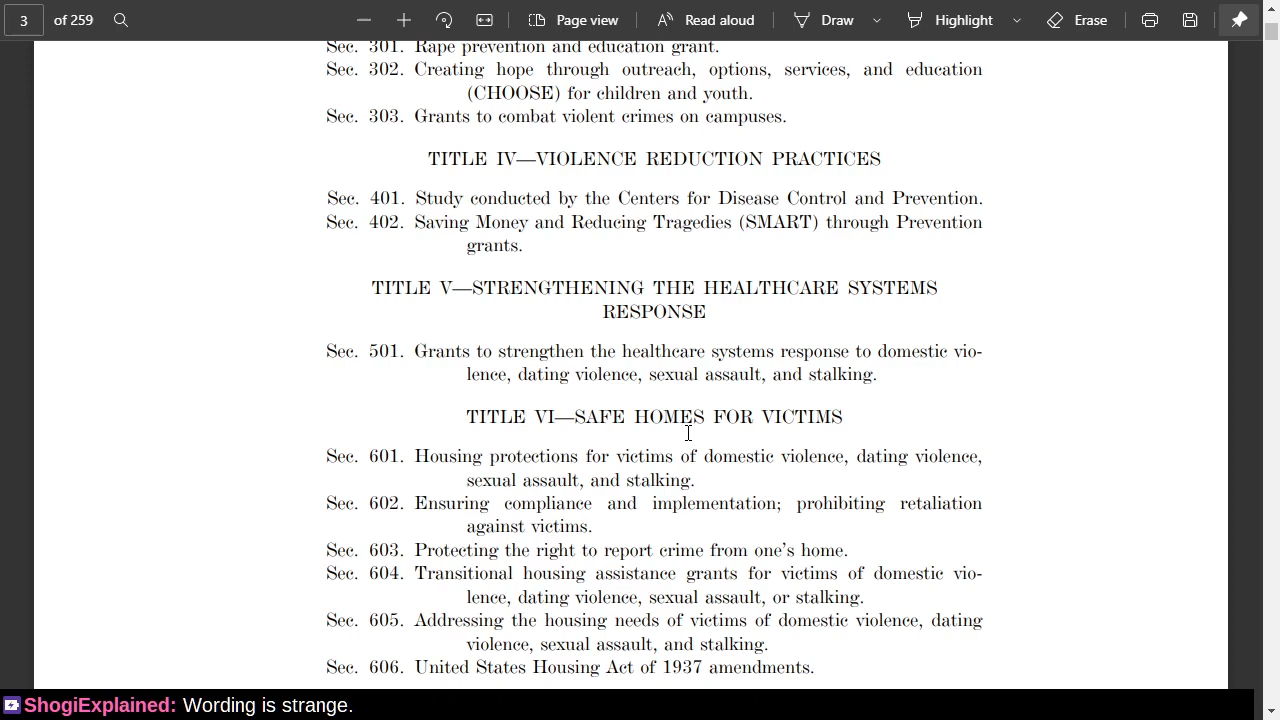 3 of 259 Page view Read aloud Draw Highlight Erase
Sec. 301. Rape prevention and education grant.
Sec. 302. Creating hope through outreach, options, services, and education
(CHOOSE) for children and youth.
Sec. 303. Grants to combat violent crimes on campuses.
TITLE IV—VIOLENCE REDUCTION PRACTICES
Sec. 401. Study conducted by the Centers for Disease Control and Prevention.
Sec. 402. Saving Money and Reducing Tragedies (SMART) through Prevention
grants.
TITLE V—STRENGTHENING THE HEALTHCARE SYSTEMS
RESPONSE
Sec. 501. Grants to strengthen the healthcare systems response to domestic vio-
lence, dating violence, sexual assault, and stalking.
TITLE VI—SAFE HOMES FOR VICTIMS
Sec. 601. Housing protections for victims of domestic violence, dating violence,
sexual assault, and stalking.
Sec. 602. Ensuring compliance and implementation; prohibiting retaliation
against victims.
Sec. 603. Protecting the right to report crime from one's home.
Sec. 604. Transitional housing assistance grants for victims of domestic vio-
lence, dating violence, sexual assault, or stalking.
Sec. 605. Addressing the housing needs of victims of domestic violence, dating
violence, sexual assault, and stalking.
Sec. 606. United States Housing Act of 1937 amendments.
ShogiExplained: Wording is strange.